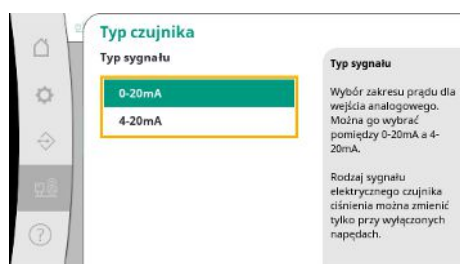 Typ czujnika
Typ sygnału
0-20mA
4-20mA
Typ sygnału
Wybór zakresu prądu dla
wejścia analogowego.
Można go wybrać
pomiędzy 0-20mA a 4-
20mA.
Rodzaj sygnału
elektrycznego czujnika
ciśnienia można zmienić
tylko przy wyłączonych
napędach.